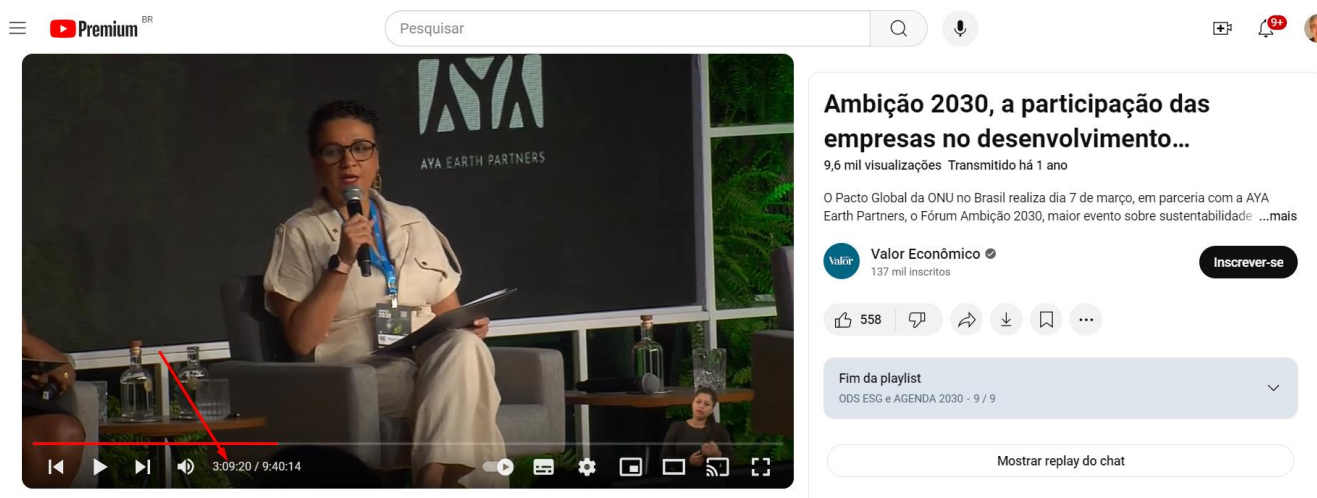 Premium BR
Pesquisar
9+
AYA
AYA EARTH PARTNERS
3:09:20 / 9:40:14
Ambição 2030, a participação das
empresas no desenvolvimento...
9,6 mil visualizações Transmitido há 1 ano
O Pacto Global da ONU no Brasil realiza dia 7 de março, em parceria com a AYA
Earth Partners, o Fórum Ambição 2030, maior evento sobre sustentabilidade ...mais
Valor
Valor Econômico
137 mil inscritos
Inscrever-se
558
Fim da playlist
ODS ESG e AGENDA 2030 - 9 / 9
Mostrar replay do chat